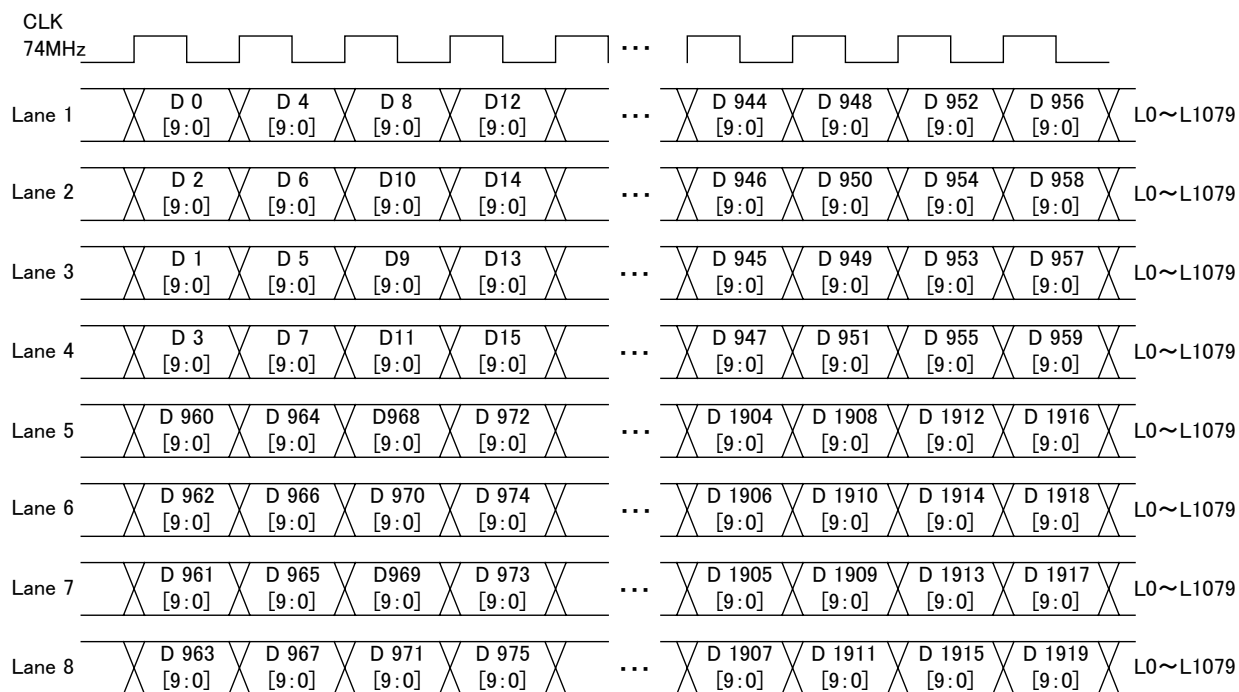 CLK
74MHz ...
Lane 1 D 0 D 4 D 8 D12 ... D 944 D 948 D 952 D 956 L0～L1079
[9:0] [9:0] [9:0] [9:0] [9:0] [9:0] [9:0] [9:0]
Lane 2 D 2 D 6 D10 D14 ... D 946 D 950 D 954 D 958 L0～L1079
[9:0] [9:0] [9:0] [9:0] [9:0] [9:0] [9:0] [9:0]
Lane 3 D 1 D 5 D9 D13 ... D 945 D 949 D 953 D 957 L0～L1079
[9:0] [9:0] [9:0] [9:0] [9:0] [9:0] [9:0] [9:0]
Lane 4 D 3 D 7 D11 D15 ... D 947 D 951 D 955 D 959 L0～L1079
[9:0] [9:0] [9:0] [9:0] [9:0] [9:0] [9:0] [9:0]
Lane 5 D 960 D 964 D968 D 972 ... D 1904 D 1908 D 1912 D 1916 L0～L1079
[9:0] [9:0] [9:0] [9:0] [9:0] [9:0] [9:0] [9:0]
Lane 6 D 962 D 966 D 970 D 974 ... D 1906 D 1910 D 1914 D 1918 L0～L1079
[9:0] [9:0] [9:0] [9:0] [9:0] [9:0] [9:0] [9:0]
Lane 7 D 961 D 965 D969 D 973 ... D 1905 D 1909 D 1913 D 1917 L0～L1079
[9:0] [9:0] [9:0] [9:0] [9:0] [9:0] [9:0] [9:0]
Lane 8 D 963 D 967 D 971 D 975 ... D 1907 D 1911 D 1915 D 1919 L0～L1079
[9:0] [9:0] [9:0] [9:0] [9:0] [9:0] [9:0] [9:0]